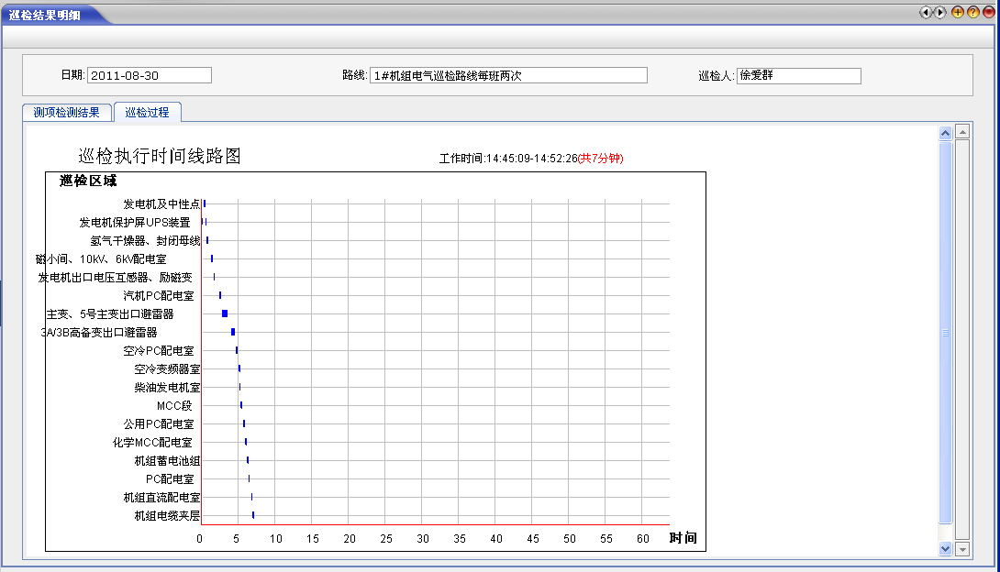 巡检结果明细
日期: 2011-08-30 路线: 1#机组电气巡检路线每班两次 巡检人: 徐爱群
测项检测结果 巡检过程
巡检执行时间线路图 工作时间:14:45:09-14:52:26(共7分钟)
巡检区域
发电机及中性点
发电机保护屏UPS装置
氢气干燥器、封闭母线
磁小间、10kV、6kV配电室
发电机出口电压互感器、励磁变
汽机PC配电室
主变、5号主变出口避雷器
3A/3B高备变出口避雷器
空冷PC配电室
空冷变频器室
柴油发电机室
MCC段
公用PC配电室
化学MCC配电室
机组蓄电池组
PC配电室
机组直流配电室
机组电缆夹层
0 5 10 15 20 25 30 35 40 45 50 55 60 时间